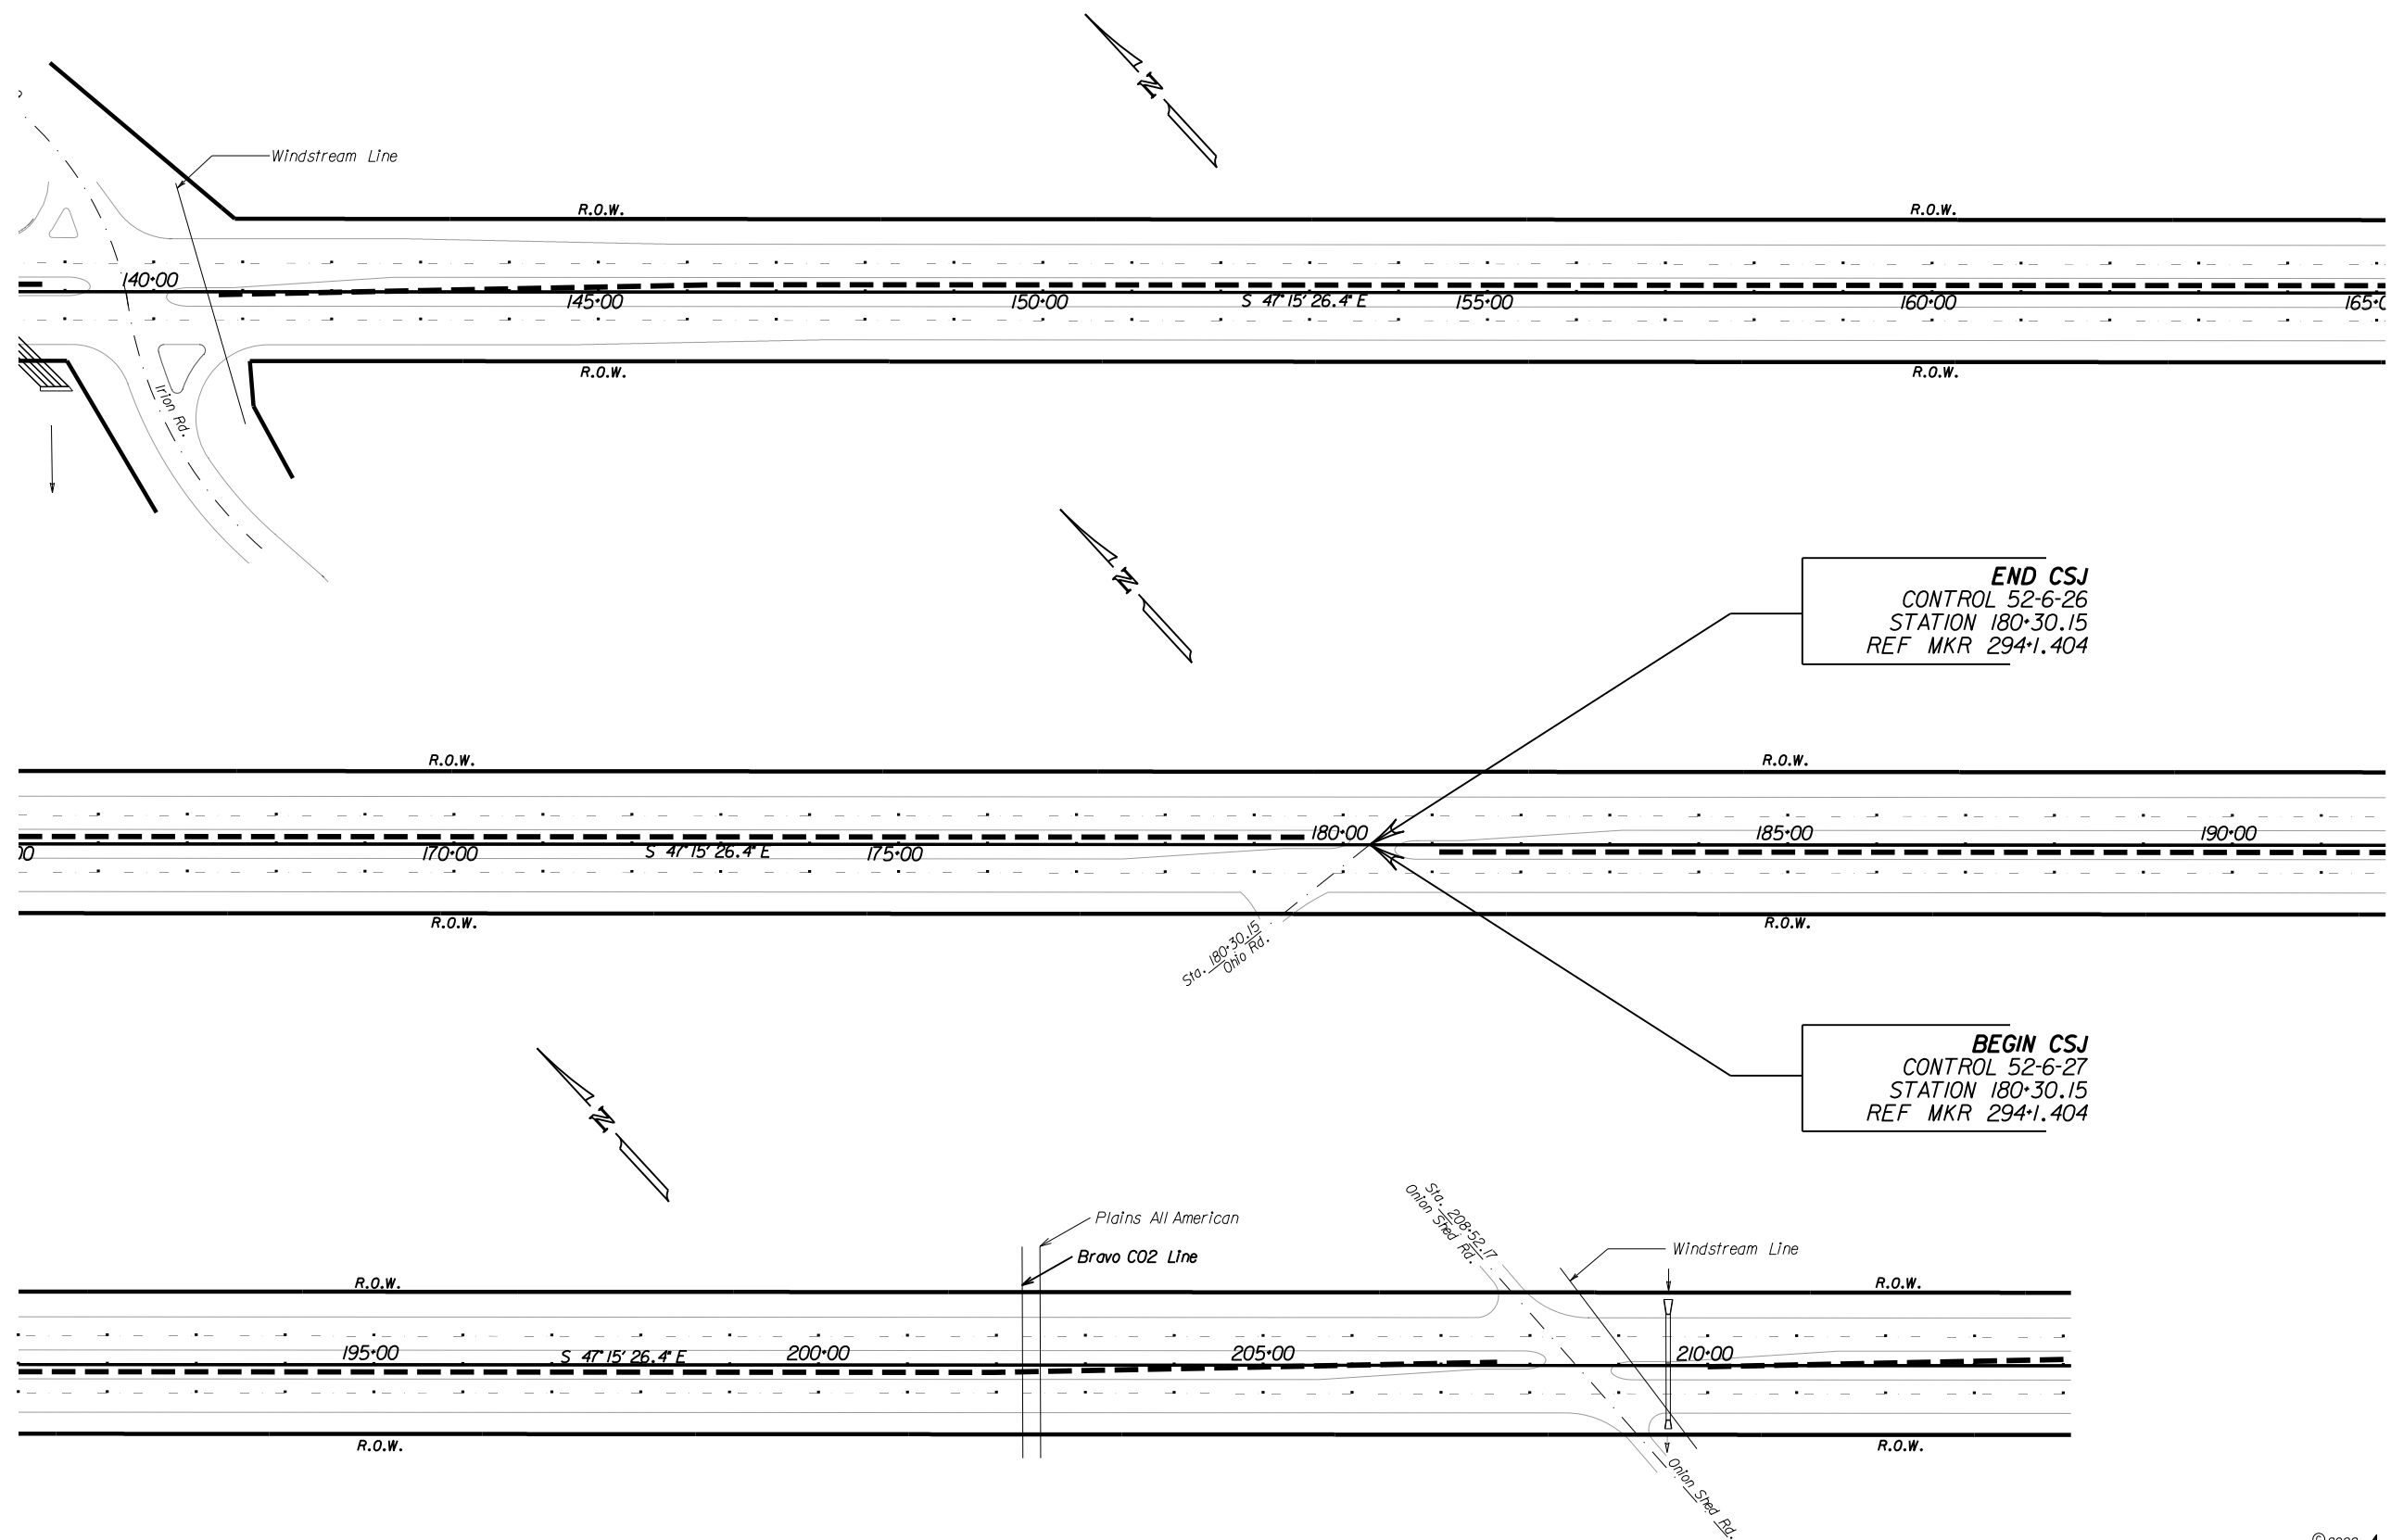 N
Windstream Line
R.O.W.
R.O.W.
140+00
145+00
150+00
S 47°15'26.4" E
155+00
160+00
R.O.W.
R.O.W.
Irion Rd.
N
END CSJ
CONTROL 52-6-26
STATION 180+30.15
REF MKR 294+1.404
R.O.W.
R.O.W.
170+00
S 47°15'26.4" E
175+00
180+00
185+00
190+00
R.O.W.
R.O.W.
Sta. 180+30.15
Ohio Rd.
BEGIN CSJ
CONTROL 52-6-27
STATION 180+30.15
REF MKR 294+1.404
N
Plains All American
Bravo CO2 Line
Sta. 208+52.17
Onion Shed Rd.
Windstream Line
R.O.W.
R.O.W.
195+00
S 47°15'26.4" E
200+00
205+00
210+00
R.O.W.
R.O.W.
Onion Shed Rd.